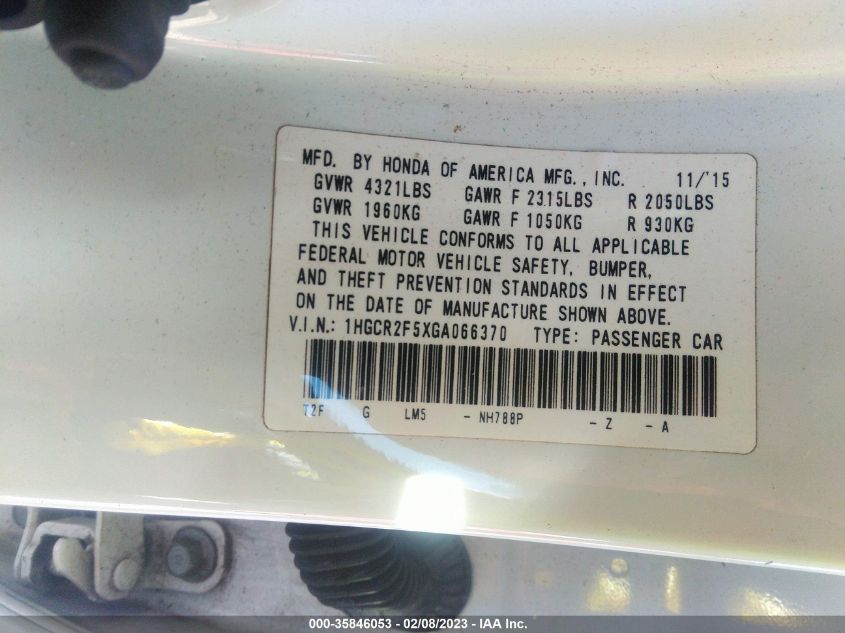 MFD. BY HONDA OF AMERICA MFG., INC. 11/'15
GVWR 4321LBS GAWR F 2315LBS R 2050LBS
GVWR 1960KG GAWR F 1050KG R 930KG
THIS VEHICLE CONFORMS TO ALL APPLICABLE
FEDERAL MOTOR VEHICLE SAFETY, BUMPER,
AND THEFT PREVENTION STANDARDS IN EFFECT
ON THE DATE OF MANUFACTURE SHOWN ABOVE.
V.I.N.: 1HGCR2F5XGA066370 TYPE: PASSENGER CAR
T2F G LM5 - NH788P - Z - A
000-35846053 - 02/08/2023 - IAA Inc.